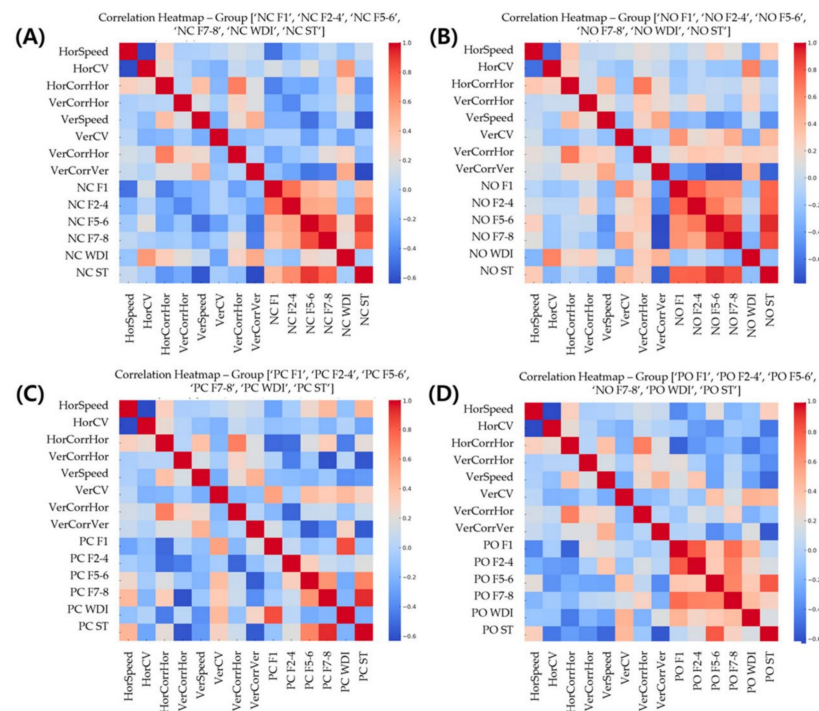 (A)
Correlation Heatmap – Group [‘NC F1’, ‘NC F2-4’, ‘NC F5-6’,
‘NC F7-8’, ‘NC WDI’, ‘NC ST’]
HorSpeed
HorCV
HorCorrHor
VerCorrHor
VerSpeed
VerCV
VerCorrHor
VerCorrVer
NC F1
NC F2-4
NC F5-6
NC F7-8
NC WDI
NC ST
HorSpeed
HorCV
HorCorrHor
VerCorrHor
VerSpeed
VerCV
VerCorrHor
VerCorrVer
NC F1
NC F2-4
NC F5-6
NC F7-8
NC WDI
NC ST
1.0
0.8
0.6
0.4
0.2
0.0
−0.2
−0.4
−0.6
(B)
Correlation Heatmap – Group [‘NO F1’, ‘NO F2-4’, ‘NO F5-6’,
‘NO F7-8’, ‘NO WDI’, ‘NO ST’]
HorSpeed
HorCV
HorCorrHor
VerCorrHor
VerSpeed
VerCV
VerCorrHor
VerCorrVer
NO F1
NO F2-4
NO F5-6
NO F7-8
NO WDI
NO ST
HorSpeed
HorCV
HorCorrHor
VerCorrHor
VerSpeed
VerCV
VerCorrHor
VerCorrVer
NO F1
NO F2-4
NO F5-6
NO F7-8
NO WDI
NO ST
1.0
0.8
0.6
0.4
0.2
0.0
−0.2
−0.4
−0.6
(C)
Correlation Heatmap – Group [‘PC F1’, ‘PC F2-4’, ‘PC F5-6’,
‘PC F7-8’, ‘PC WDI’, ‘PC ST’]
HorSpeed
HorCV
HorCorrHor
VerCorrHor
VerSpeed
VerCV
VerCorrHor
VerCorrVer
PC F1
PC F2-4
PC F5-6
PC F7-8
PC WDI
PC ST
HorSpeed
HorCV
HorCorrHor
VerCorrHor
VerSpeed
VerCV
VerCorrHor
VerCorrVer
PC F1
PC F2-4
PC F5-6
PC F7-8
PC WDI
PC ST
1.0
0.8
0.6
0.4
0.2
0.0
−0.2
−0.4
−0.6
(D)
Correlation Heatmap – Group [‘PO F1’, ‘PO F2-4’, ‘PO F5-6’,
‘NO F7-8’, ‘PO WDI’, ‘PO ST’]
HorSpeed
HorCV
HorCorrHor
VerCorrHor
VerSpeed
VerCV
VerCorrHor
VerCorrVer
PO F1
PO F2-4
PO F5-6
PO F7-8
PO WDI
PO ST
HorSpeed
HorCV
HorCorrHor
VerCorrHor
VerSpeed
VerCV
VerCorrHor
VerCorrVer
PO F1
PO F2-4
PO F5-6
PO F7-8
PO WDI
PO ST
1.0
0.8
0.6
0.4
0.2
0.0
−0.2
−0.4